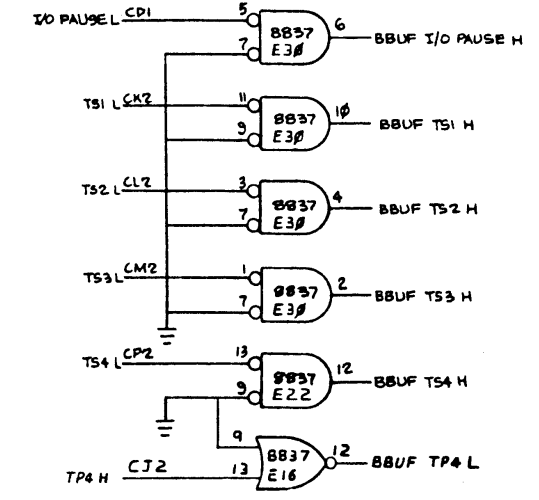 I/O PAUSE L CD1 5 8837 6 BBUF I/O PAUSE H
7 E3Ø
TS1 L CK2 11 8837 1Ø BBUF TS1 H
9 E3Ø
TS2 L CL2 3 8837 4 BBUF TS2 H
7 E3Ø
TS3 L CM2 1 8837 2 BBUF TS3 H
7 E3Ø
TS4 L CP2 13 8837 12 BBUF TS4 H
9 E22
9 8837 12 BBUF TP4 L
TP4 H CJ2 13 E16